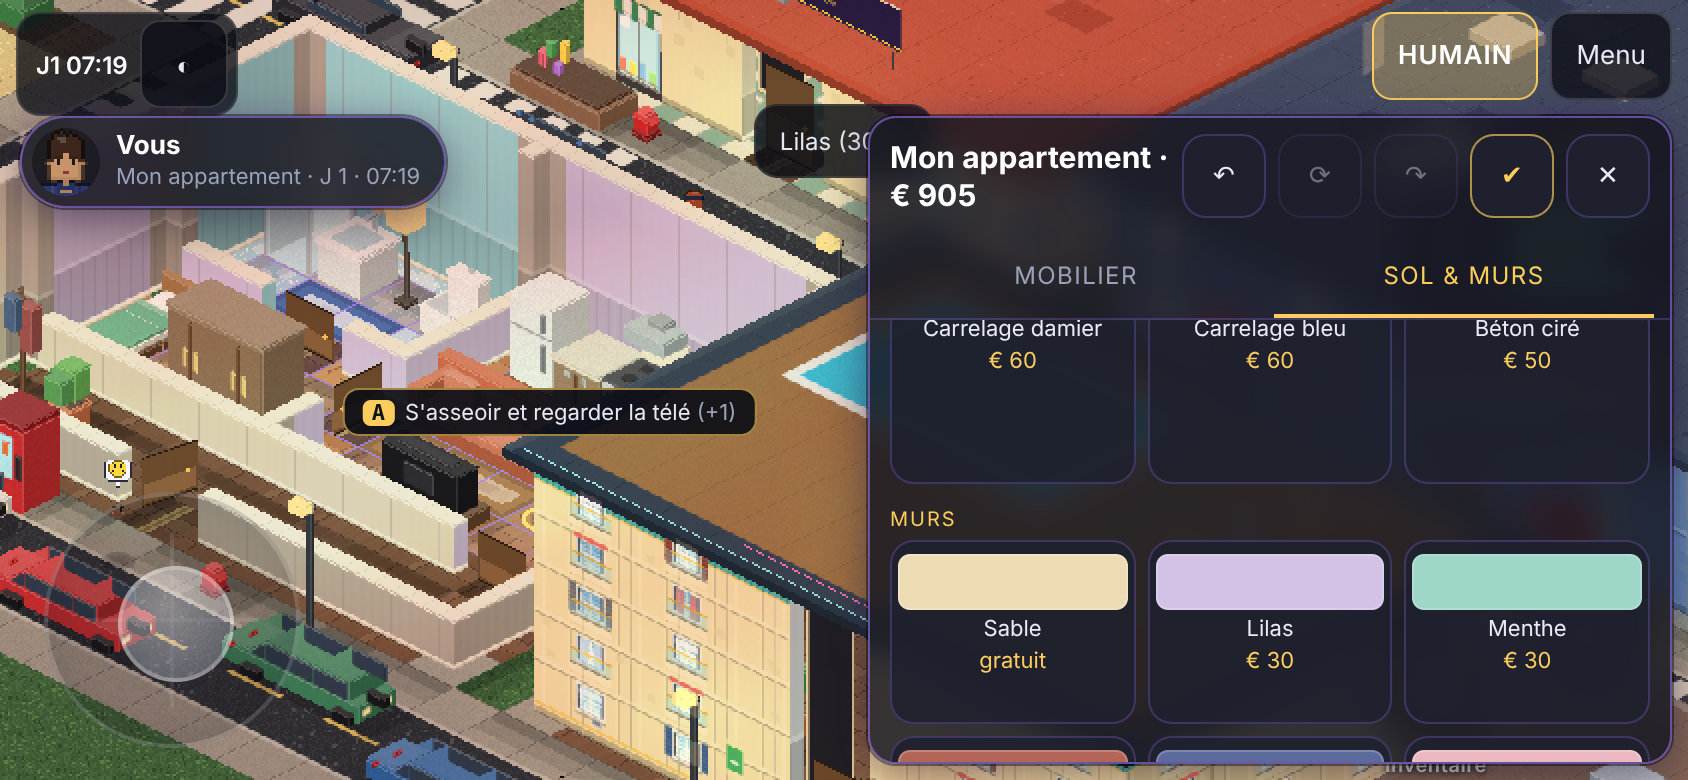 J1 07:19
HUMAIN
Menu
Vous
Mon appartement · J 1 · 07:19
Lilas (30
Mon appartement ·
€ 905
MOBILIER
SOL & MURS
Carrelage damier
€ 60
Carrelage bleu
€ 60
Béton ciré
€ 50
A S'asseoir et regarder la télé (+1)
MURS
Sable
gratuit
Lilas
€ 30
Menthe
€ 30
Inventaire